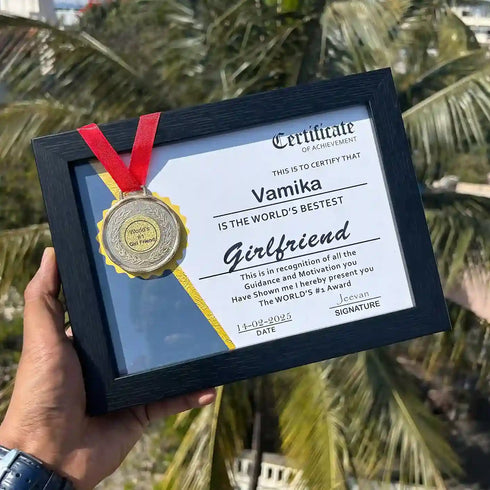 Certificate
OF ACHIEVEMENT
THIS IS TO CERTIFY THAT
Vamika
IS THE WORLD'S BESTEST
Girlfriend
This is in recognition of all the
Guidance and Motivation you
Have Shown me I hereby present you
The WORLD'S #1 Award
14-02-2025
DATE
Jeevan
SIGNATURE
World's
#1
Girl Friend